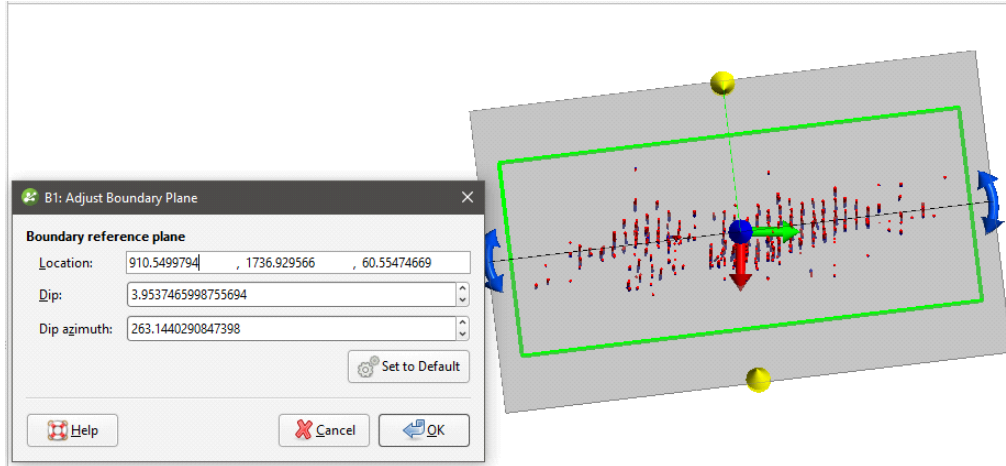 B1: Adjust Boundary Plane
Boundary reference plane
Location: 910.5499794 , 1736.929566 , 60.55474669
Dip: 3.9537465998755694
Dip azimuth: 263.1440290847398
Set to Default
Help Cancel OK